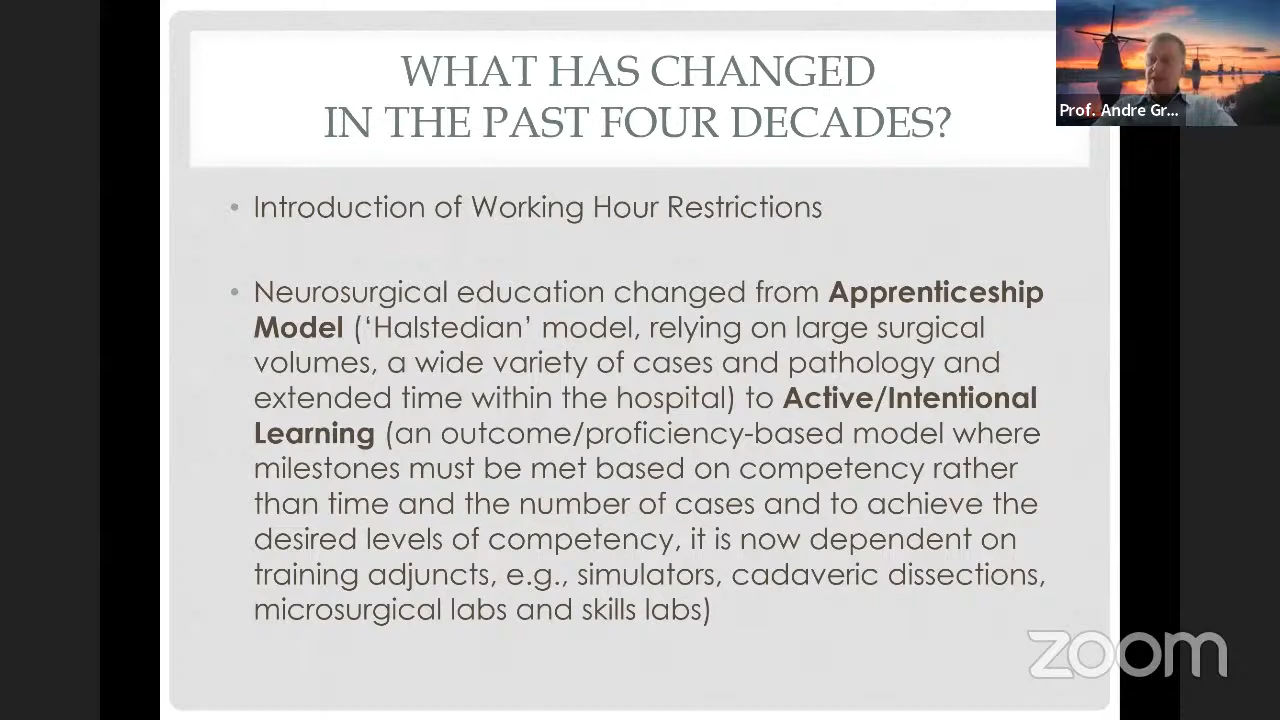 WHAT HAS CHANGED
IN THE PAST FOUR DECADES?
Prof. Andre Gr...
• Introduction of Working Hour Restrictions
• Neurosurgical education changed from Apprenticeship
Model (‘Halstedian’ model, relying on large surgical
volumes, a wide variety of cases and pathology and
extended time within the hospital) to Active/Intentional
Learning (an outcome/proficiency-based model where
milestones must be met based on competency rather
than time and the number of cases and to achieve the
desired levels of competency, it is now dependent on
training adjuncts, e.g., simulators, cadaveric dissections,
microsurgical labs and skills labs)
zoom